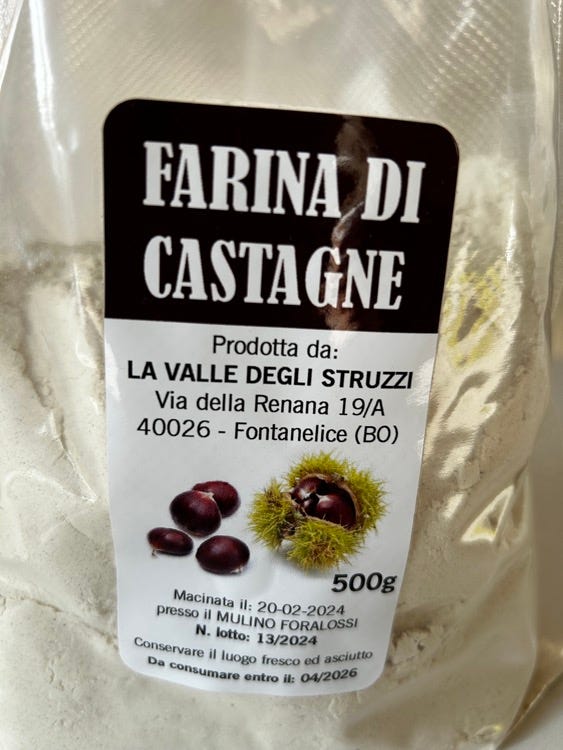 FARINA DI
CASTAGNE
Prodotta da:
LA VALLE DEGLI STRUZZI
Via della Renana 19/A
40026 - Fontanelice (BO)
500g
Macinata il: 20-02-2024
presso il MULINO FORALOSSI
N. lotto: 13/2024
Conservare il luogo fresco ed asciutto
Da consumare entro il: 04/2026